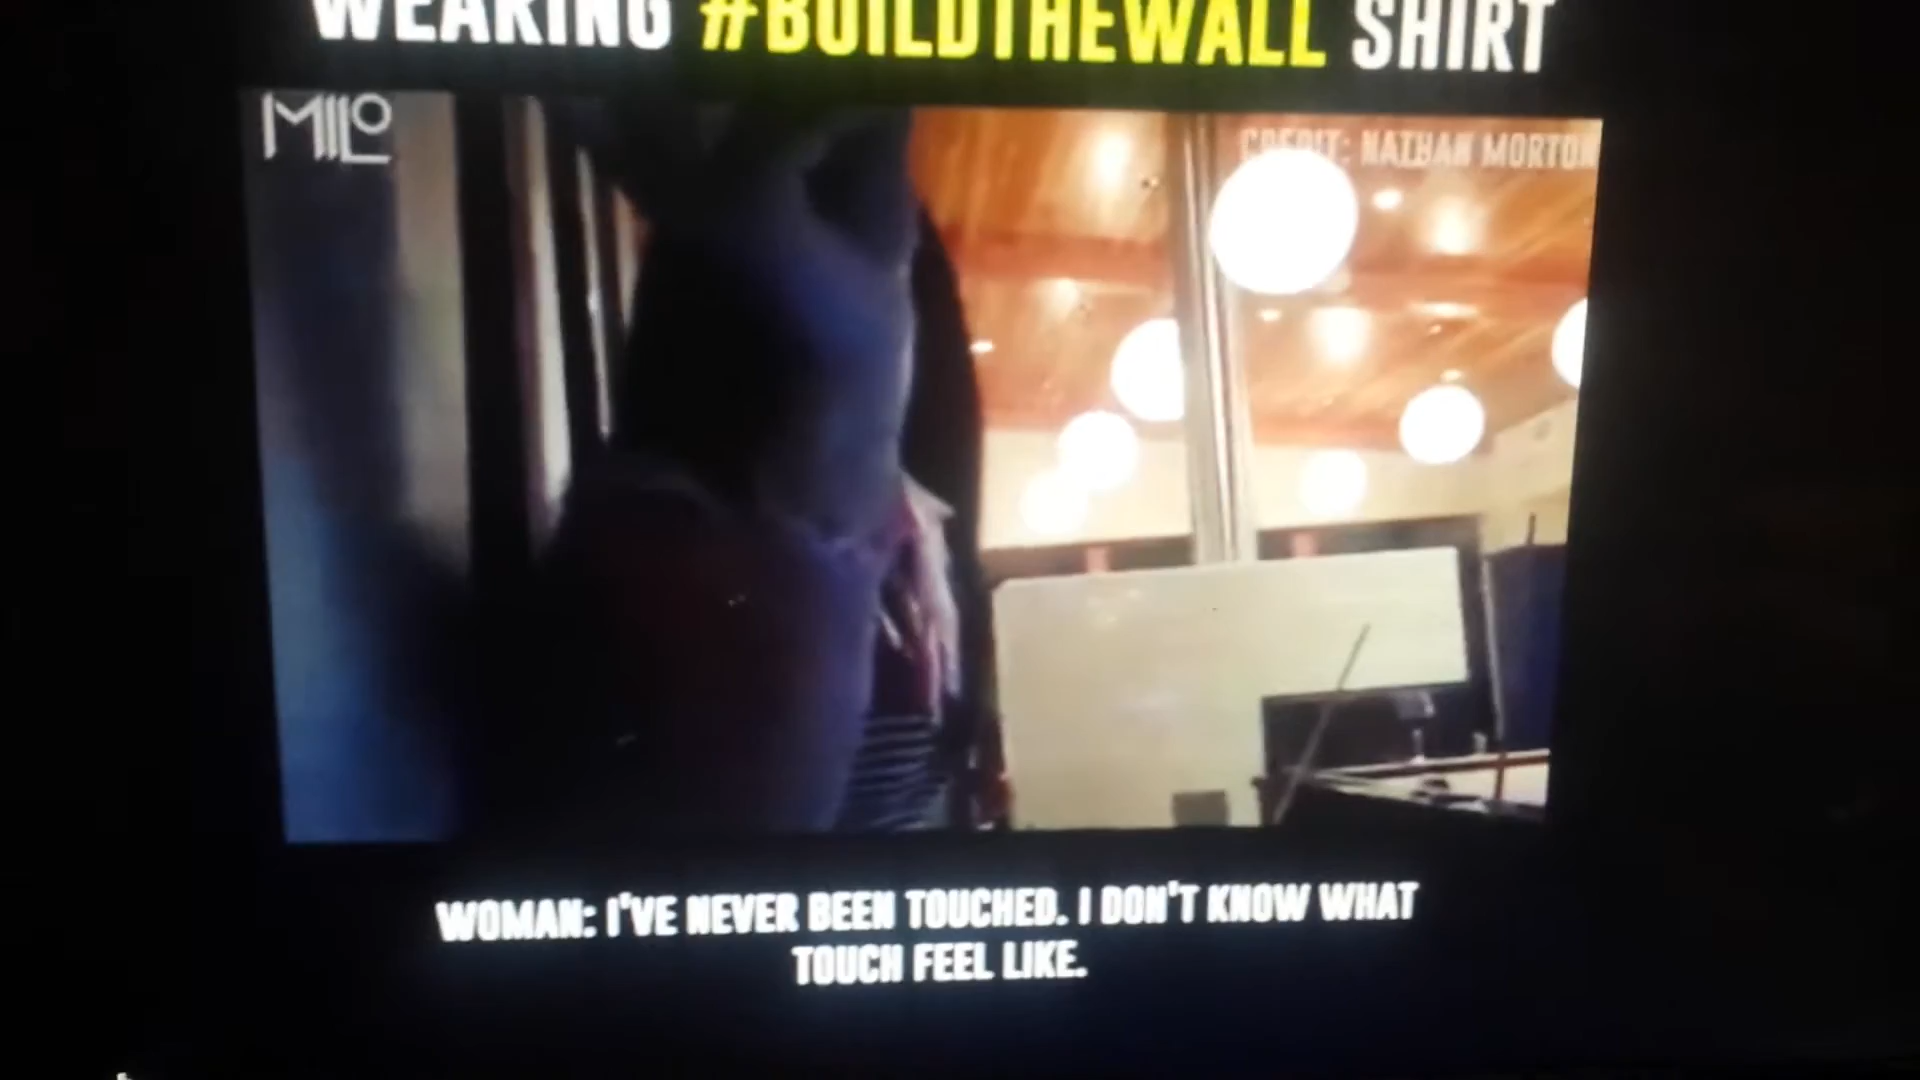 WEARING #BUILDTHEWALL SHIRT
MILO
CREDIT: NATHAN MORTON
WOMAN: I'VE NEVER BEEN TOUCHED. I DON'T KNOW WHAT
TOUCH FEEL LIKE.